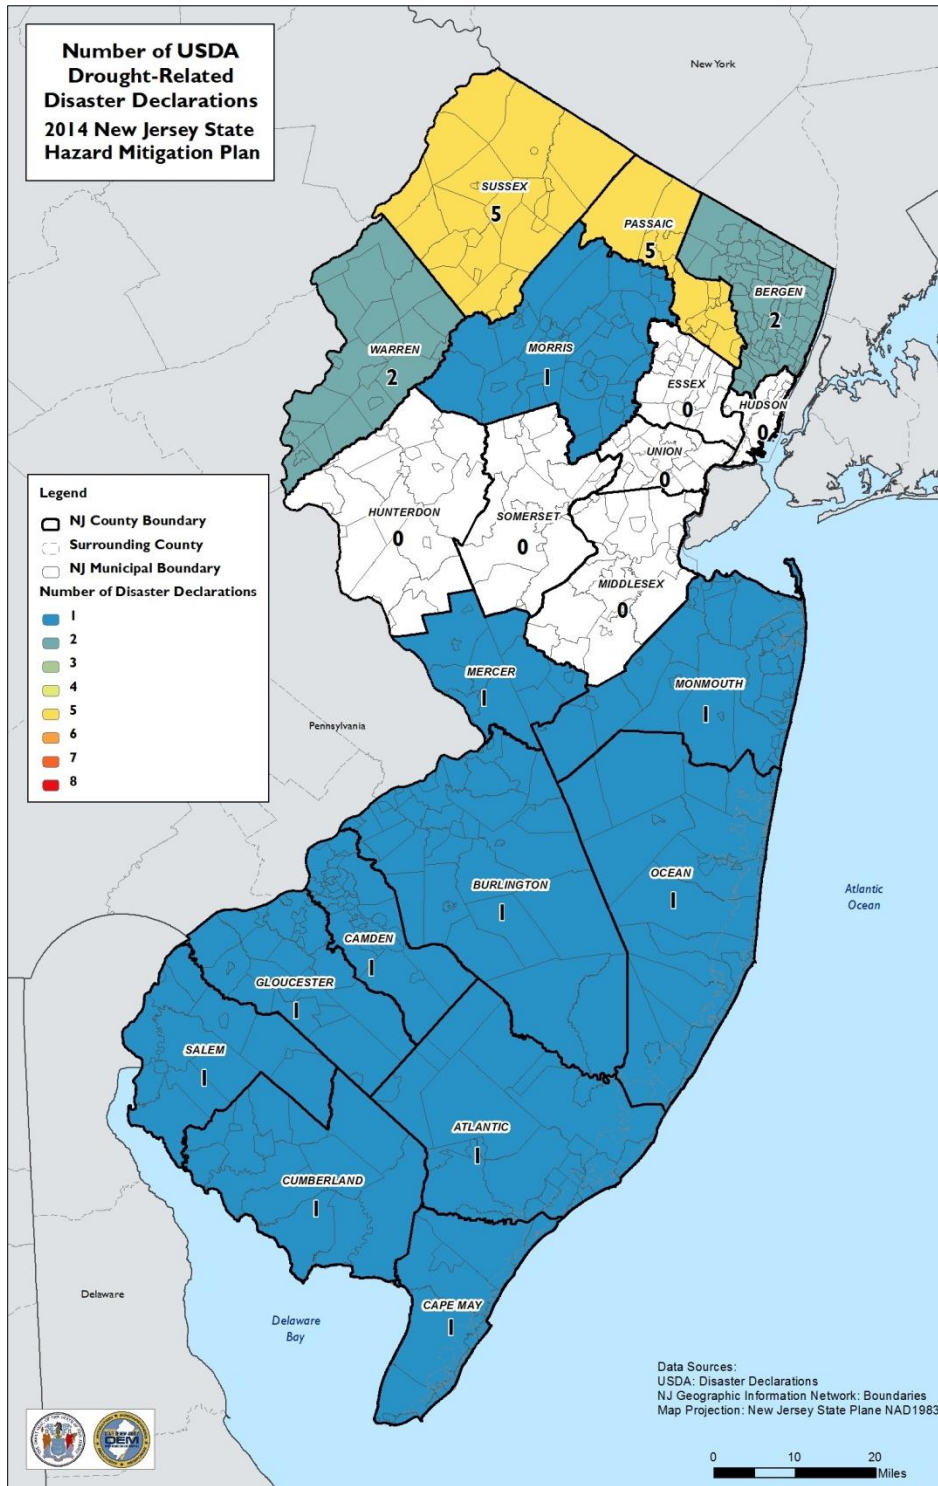 Number of USDA
Drought-Related
Disaster Declarations
2014 New Jersey State
Hazard Mitigation Plan
New York
SUSSEX
5
PASSAIC
5
BERGEN
2
WARREN
2
MORRIS
1
ESSEX
0
HUDSON
0
UNION
0
HUNTERDON
0
SOMERSET
0
MIDDLESEX
0
Legend
NJ County Boundary
Surrounding County
NJ Municipal Boundary
Number of Disaster Declarations
1
2
3
4
5
6
7
8
MERCER
1
MONMOUTH
1
Pennsylvania
BURLINGTON
1
OCEAN
1
Atlantic
Ocean
CAMDEN
1
GLOUCESTER
1
SALEM
1
ATLANTIC
1
CUMBERLAND
1
CAPE MAY
1
Delaware
Delaware
Bay
Data Sources:
USDA: Disaster Declarations
NJ Geographic Information Network: Boundaries
Map Projection: New Jersey State Plane NAD1983
OEM
0 10 20
Miles